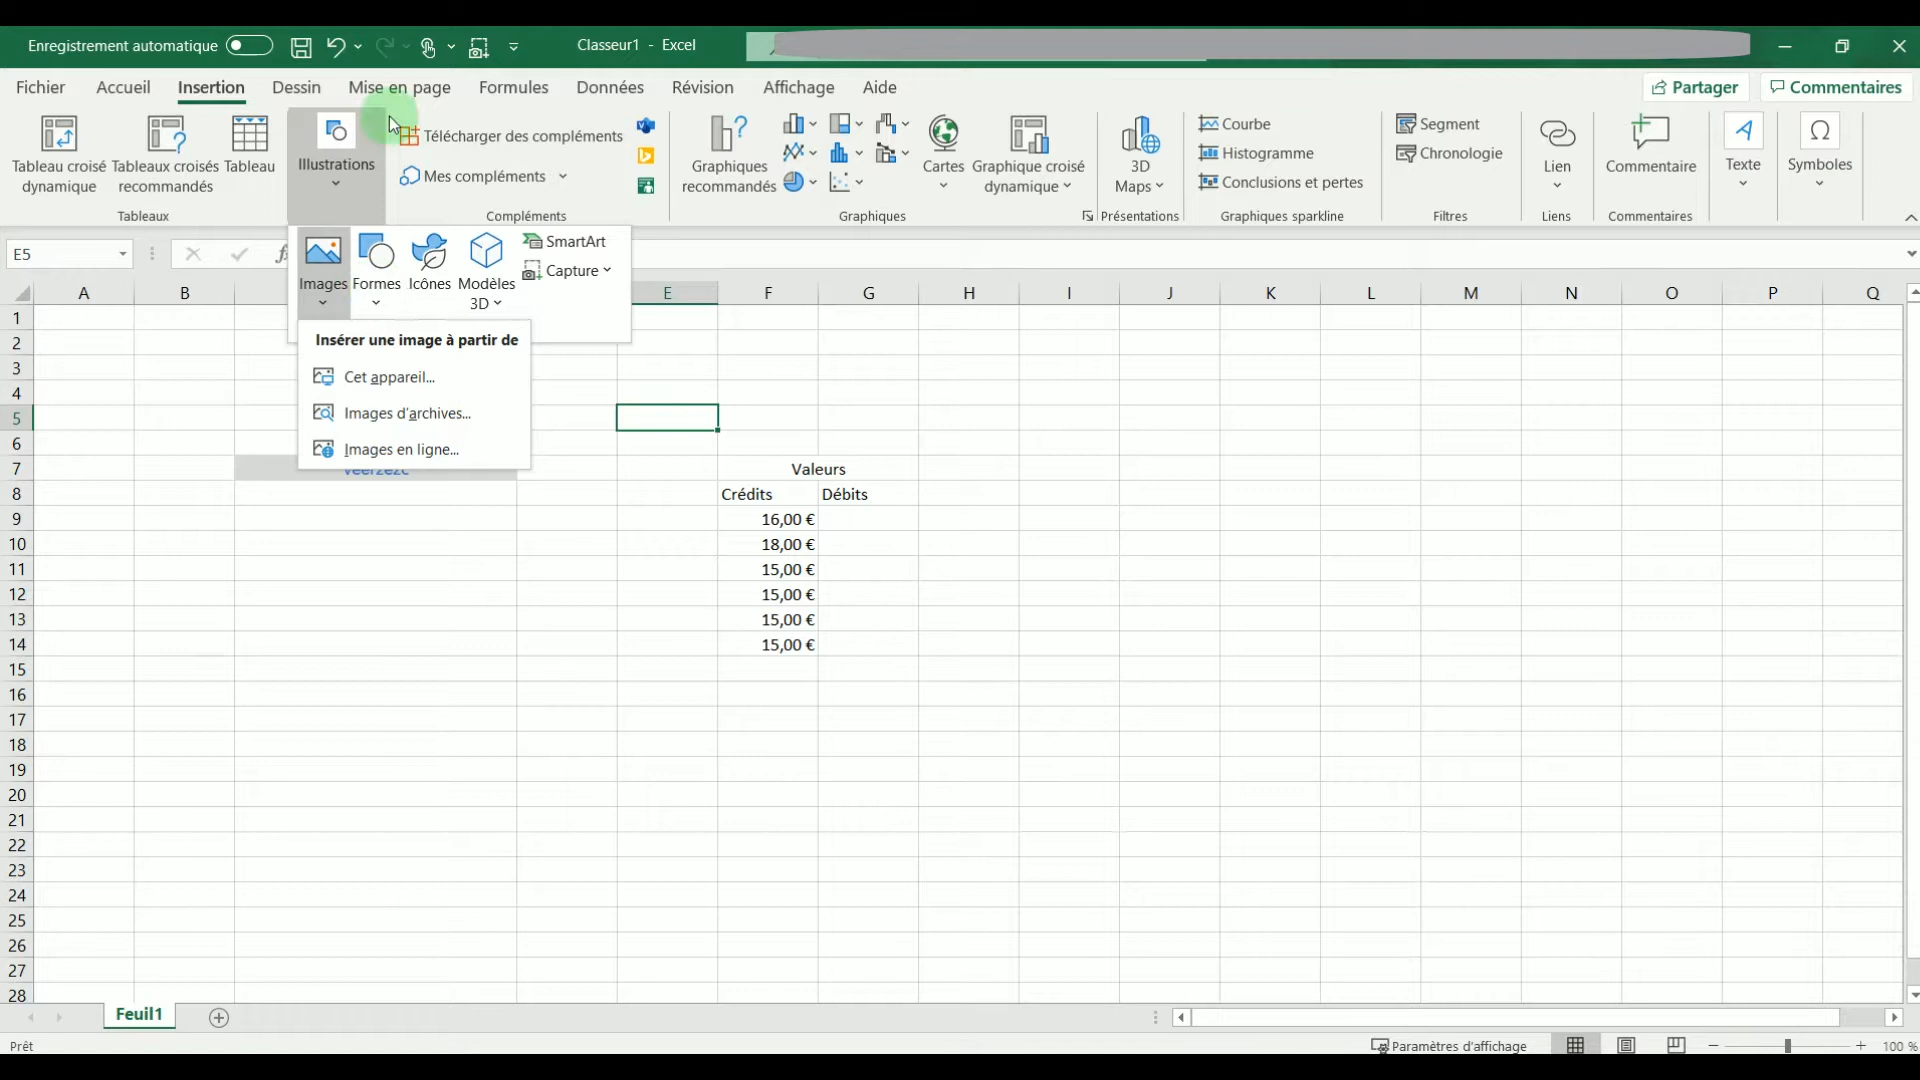 Enregistrement automatique
Classeur1 - Excel
Fichier Accueil Insertion Dessin Mise en page Formules Données Révision Affichage Aide Partager Commentaires
Tableau croisé dynamique
Tableaux croisés recommandés
Tableau
Illustrations
Télécharger des compléments
Mes compléments
Graphiques recommandés
Cartes
Graphique croisé dynamique
3D Maps
Courbe
Histogramme
Conclusions et pertes
Segment
Chronologie
Lien
Commentaire
Texte
Symboles
Tableaux Compléments Graphiques Présentations Graphiques sparkline Filtres Liens Commentaires
E5
Images
Formes
Icônes
Modèles 3D
SmartArt
Capture
A B E F G H I J K L M N O P Q
Insérer une image à partir de
Cet appareil...
Images d'archives...
Images en ligne...
1
2
3
4
5
6
7 Valeurs
8 Crédits Débits
9 16,00 €
10 18,00 €
11 15,00 €
12 15,00 €
13 15,00 €
14 15,00 €
15
16
17
18
19
20
21
22
23
24
25
26
27
28
Feuil1
Prêt
Paramètres d'affichage
100 %